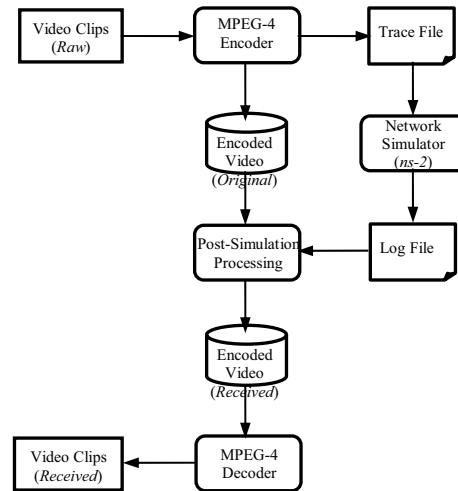 Video Clips
(Raw)
MPEG-4
Encoder
Trace File
Encoded
Video
(Original)
Network
Simulator
(ns-2)
Post-Simulation
Processing
Log File
Encoded
Video
(Received)
Video Clips
(Received)
MPEG-4
Decoder